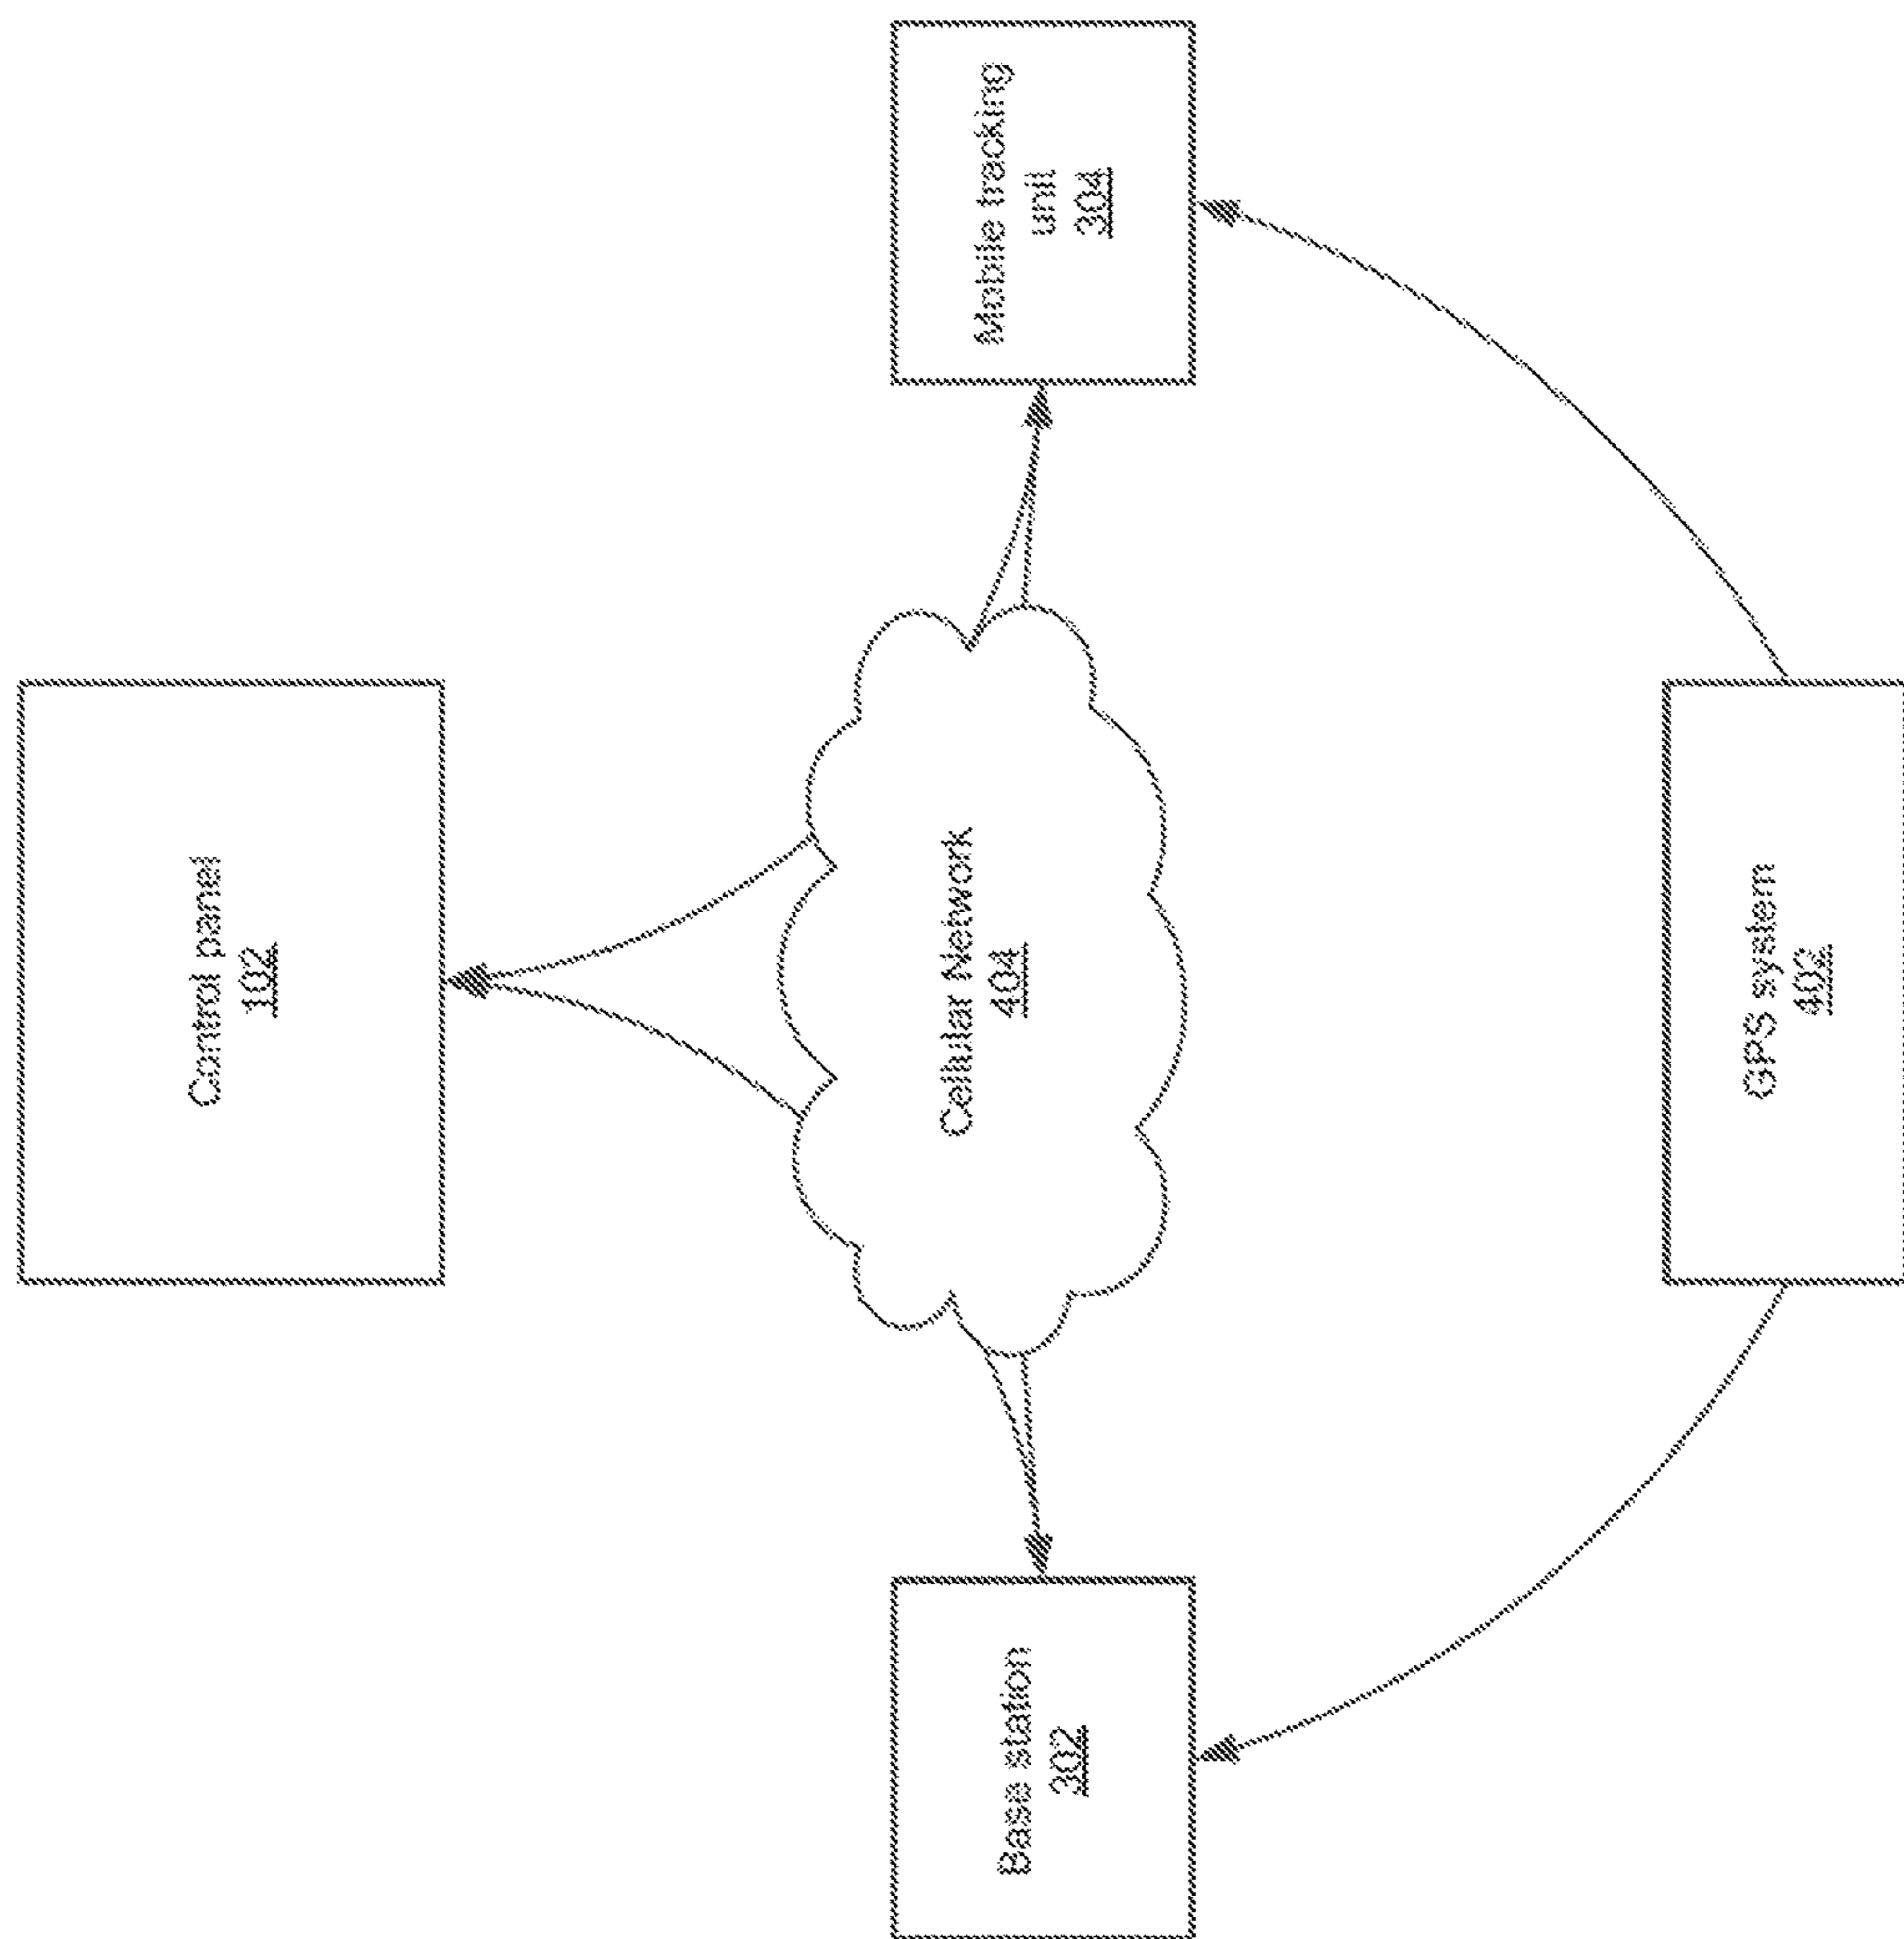 Control panel
102
Mobile tracking
unit
304
Cellular Network
404
Base station
302
GPS system
402